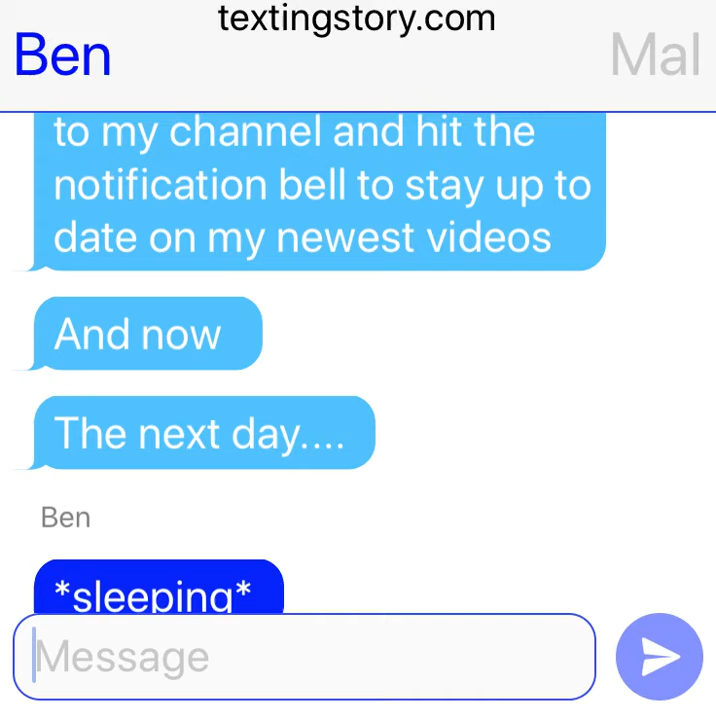 textingstory.com
Ben Mal
to my channel and hit the
notification bell to stay up to
date on my newest videos
And now
The next day....
Ben
*sleeping*
Message